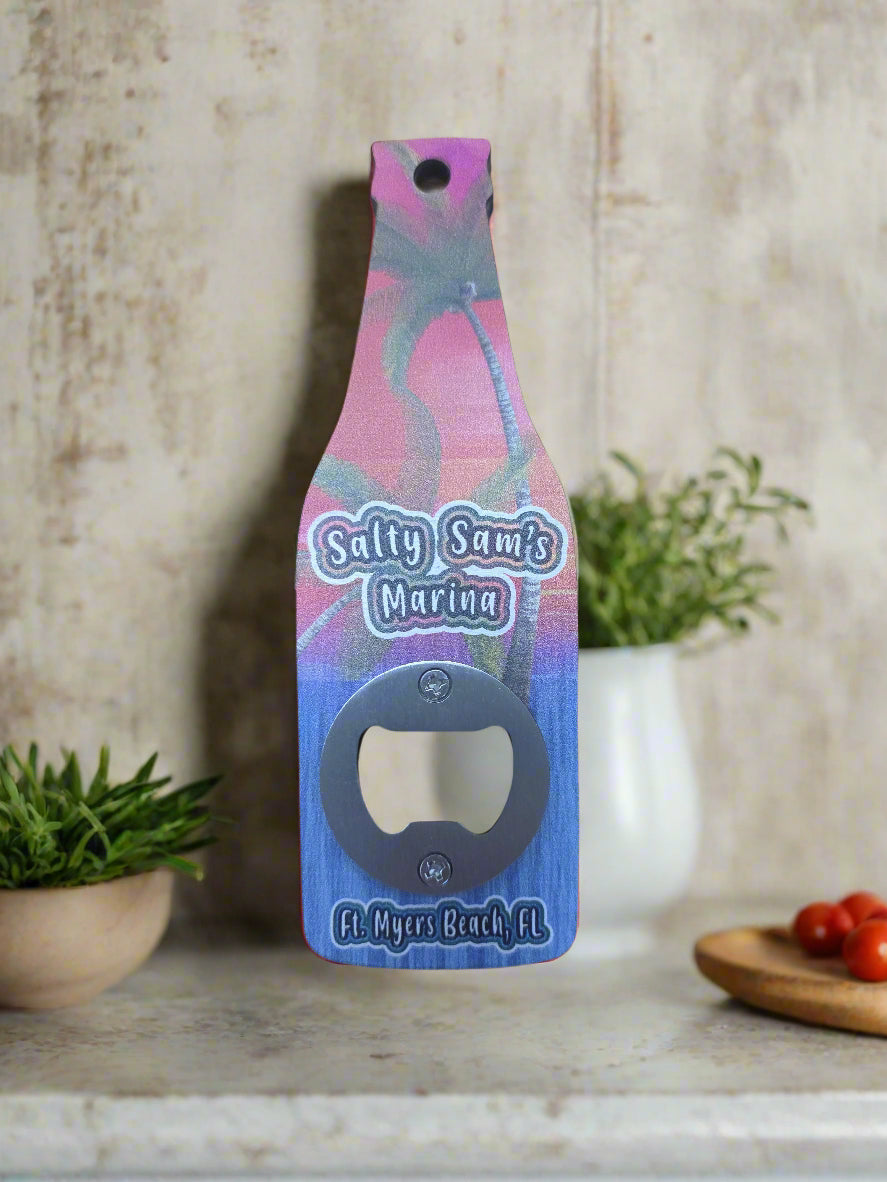 Salty Sam's
Marina
Ft. Myers Beach, FL